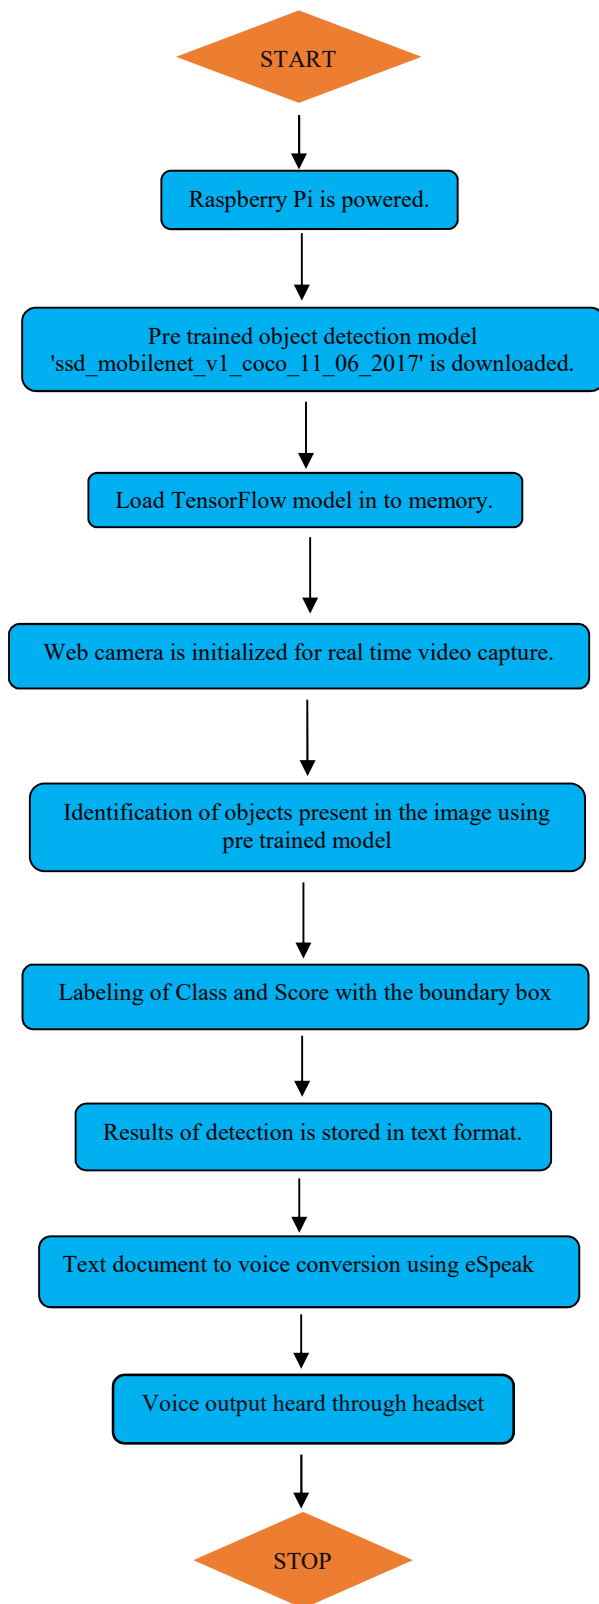 START
Raspberry Pi is powered.
Pre trained object detection model
'ssd_mobilenet_v1_coco_11_06_2017' is downloaded.
Load TensorFlow model in to memory.
Web camera is initialized for real time video capture.
Identification of objects present in the image using
pre trained model
Labeling of Class and Score with the boundary box
Results of detection is stored in text format.
Text document to voice conversion using eSpeak
Voice output heard through headset
STOP